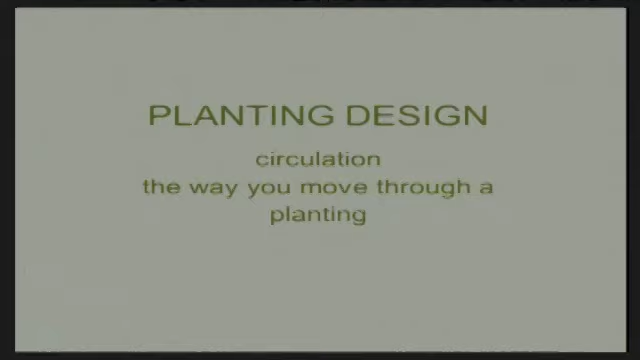 PLANTING DESIGN
circulation
the way you move through a
planting